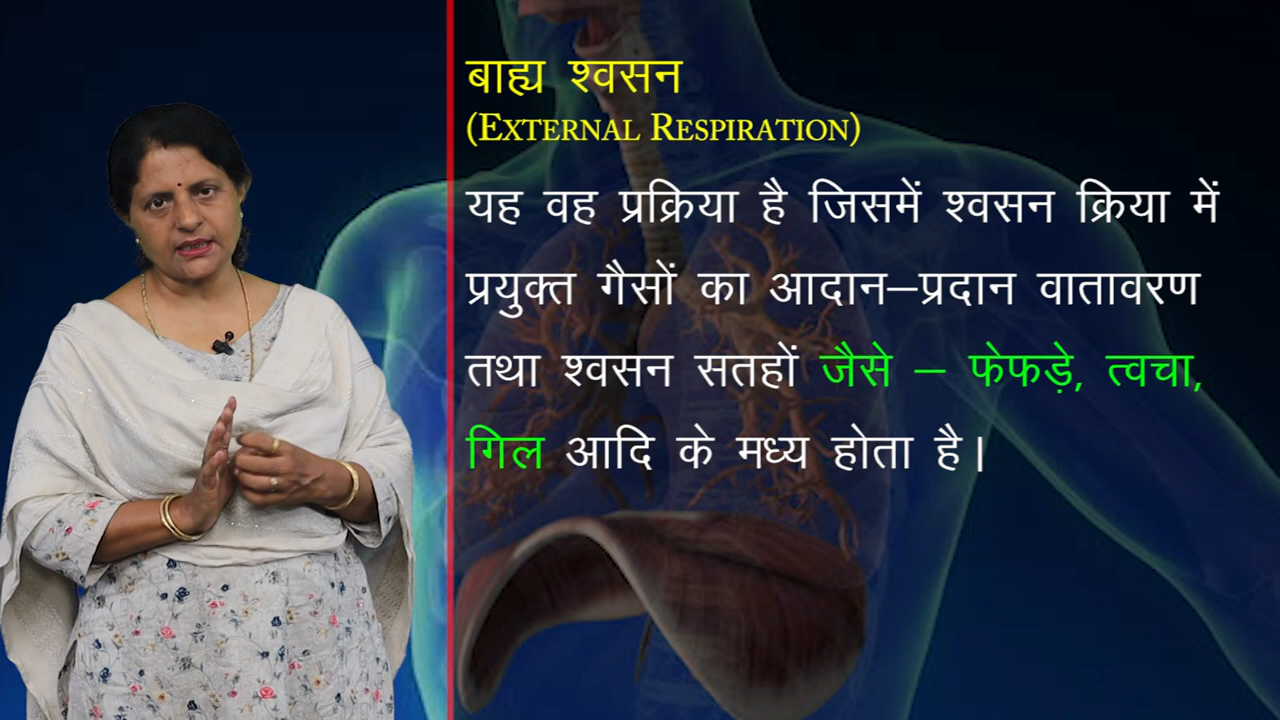 बाह्य श्वसन
(External Respiration)
यह वह प्रक्रिया है जिसमें श्वसन क्रिया में
प्रयुक्त गैसों का आदान–प्रदान वातावरण
तथा श्वसन सतहों जैसे – फेफड़े, त्वचा,
गिल आदि के मध्य होता है।